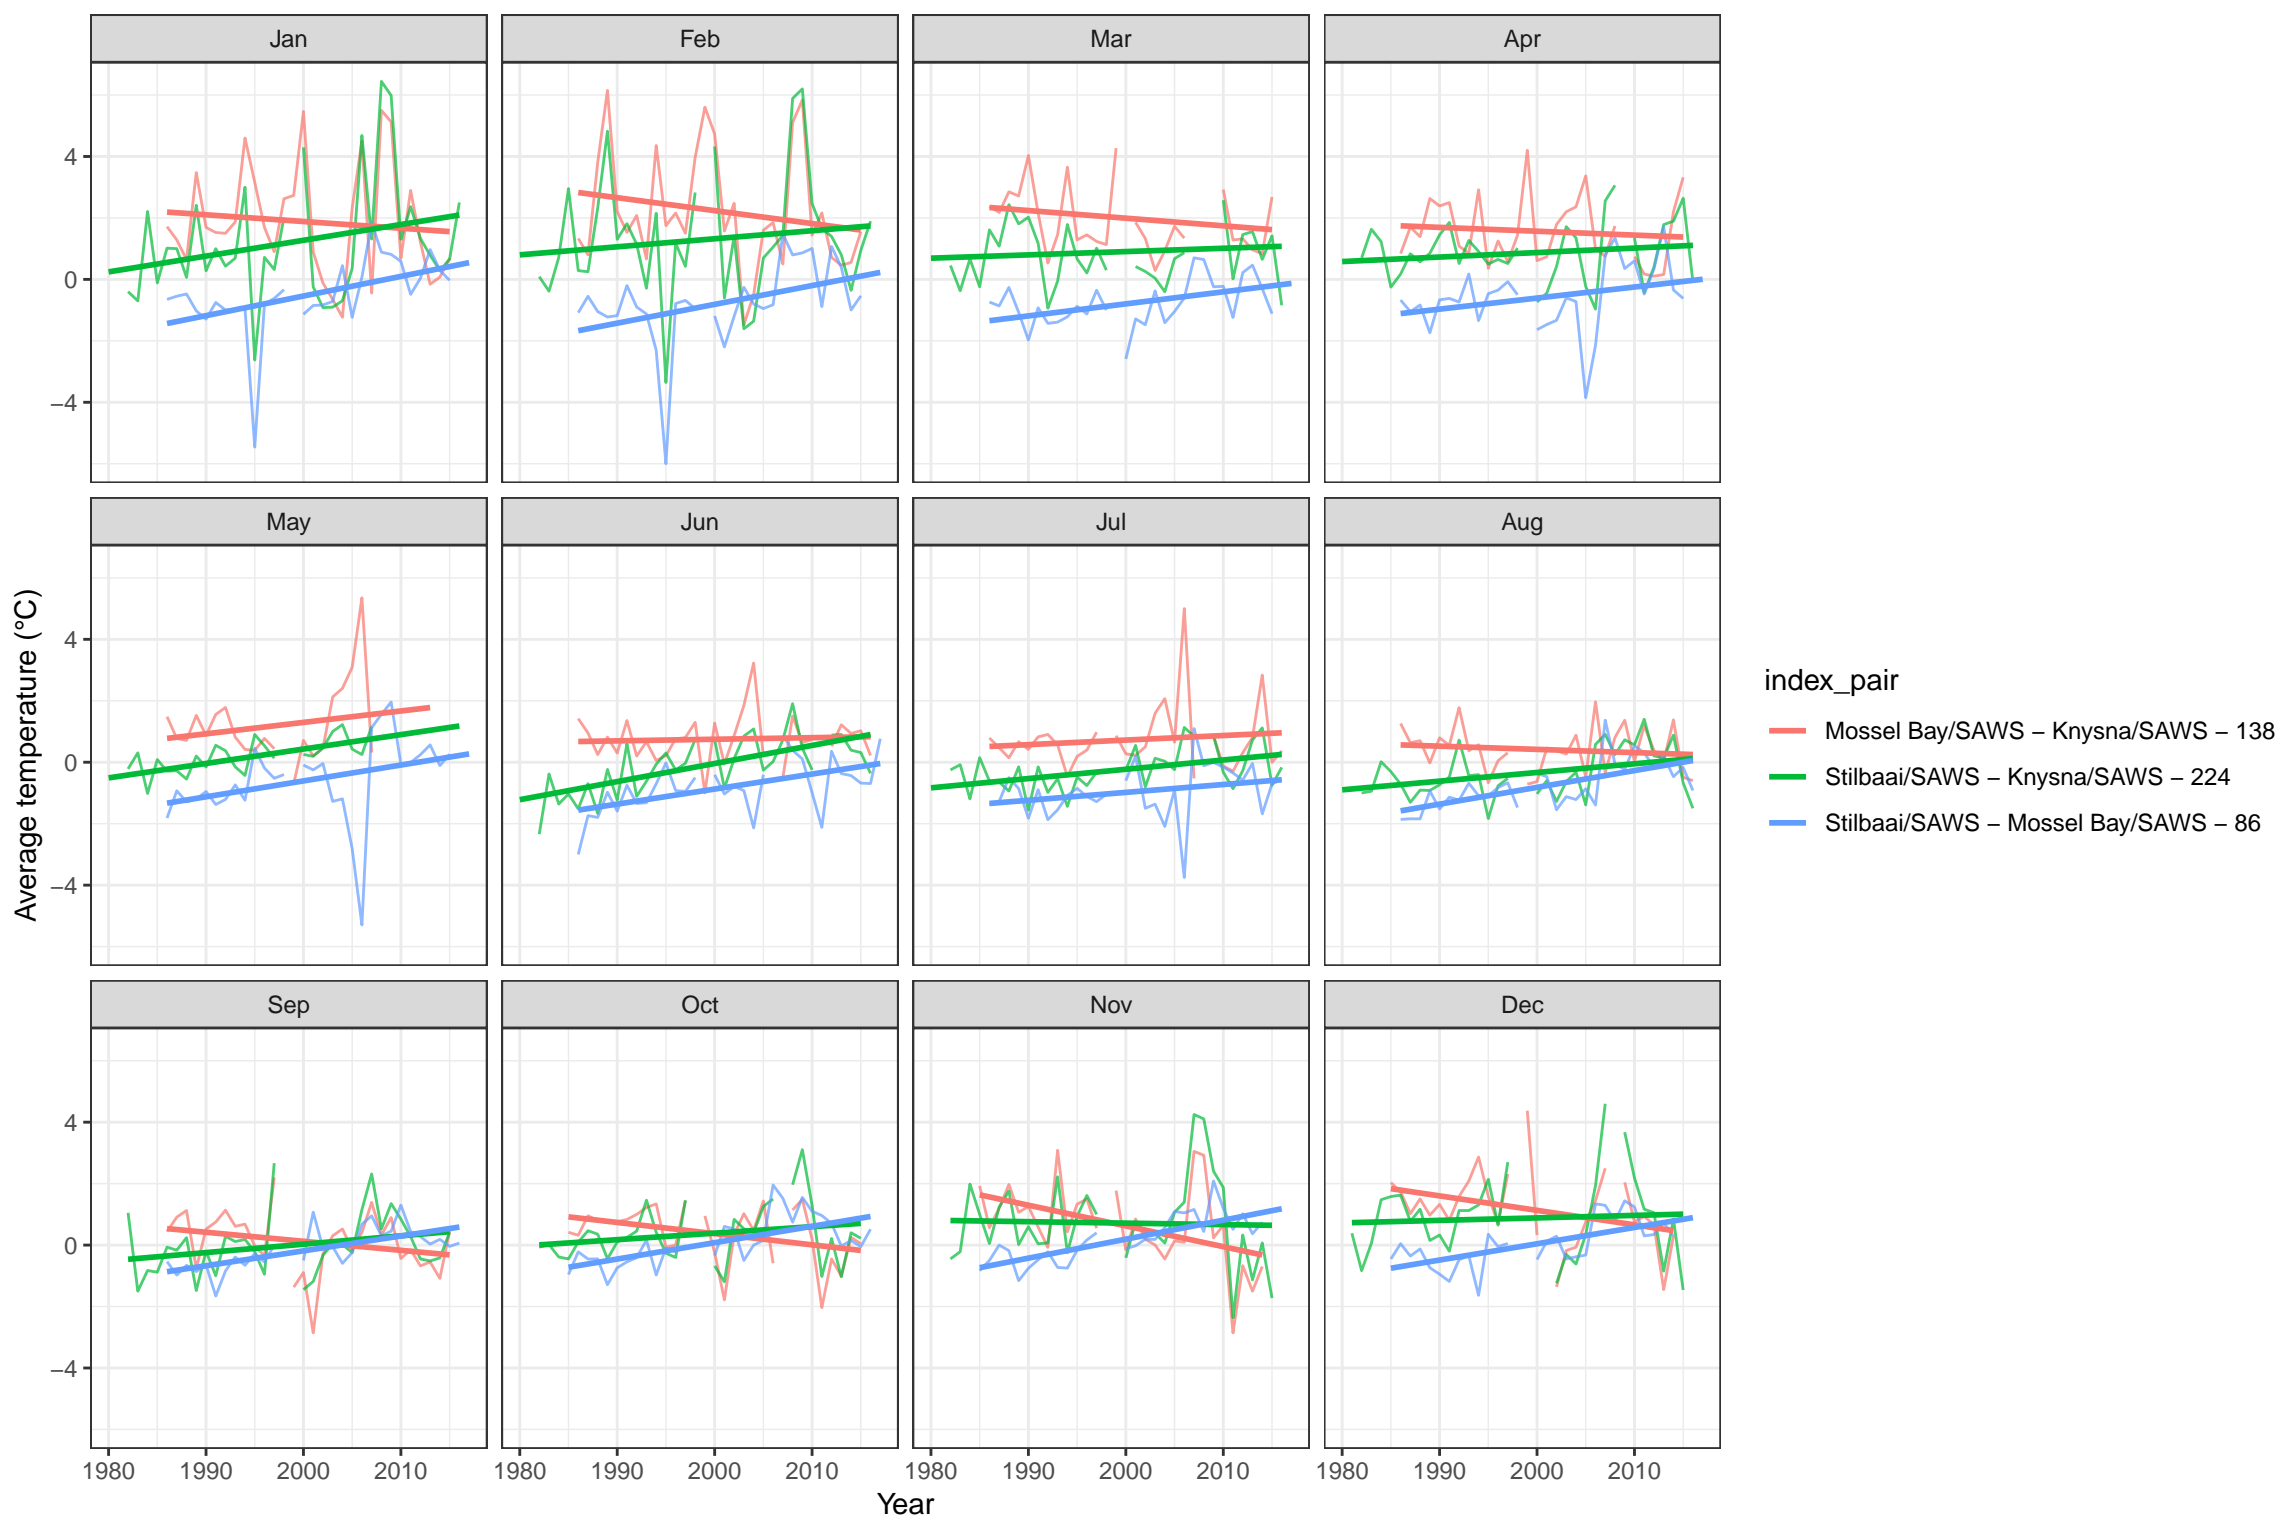 Jan Feb Mar Apr
4
0
−4
May Jun Jul Aug
4
0
−4
Sep Oct Nov Dec
4
0
−4
1980 1990 2000 2010 1980 1990 2000 2010 1980 1990 2000 2010 1980 1990 2000 2010
Year
Average temperature (°C)
index_pair
Mossel Bay/SAWS − Knysna/SAWS − 138
Stilbaai/SAWS − Knysna/SAWS − 224
Stilbaai/SAWS − Mossel Bay/SAWS − 86